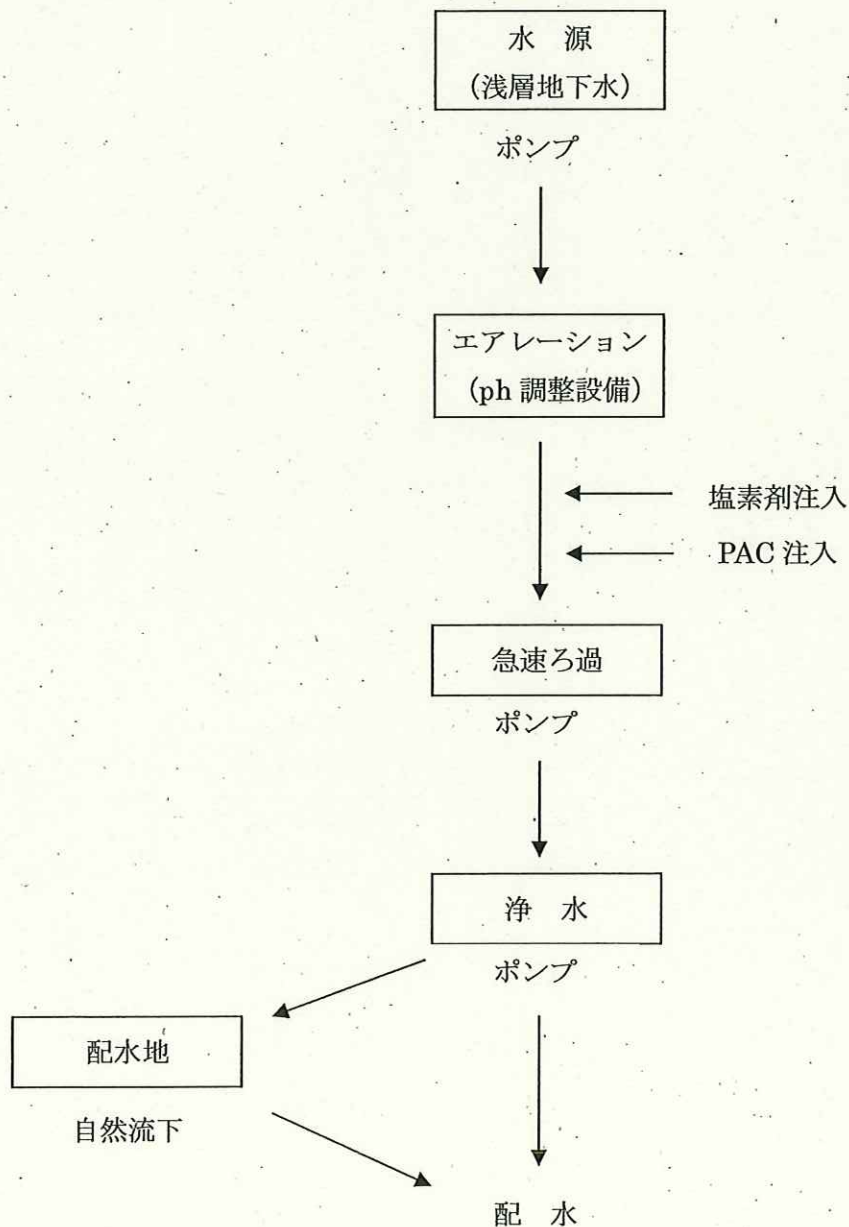 水　源
（浅層地下水）
ポンプ
エアレーション
（ph 調整設備）
塩素剤注入
PAC 注入
急速ろ過
ポンプ
浄　水
ポンプ
配水地
自然流下
配　水